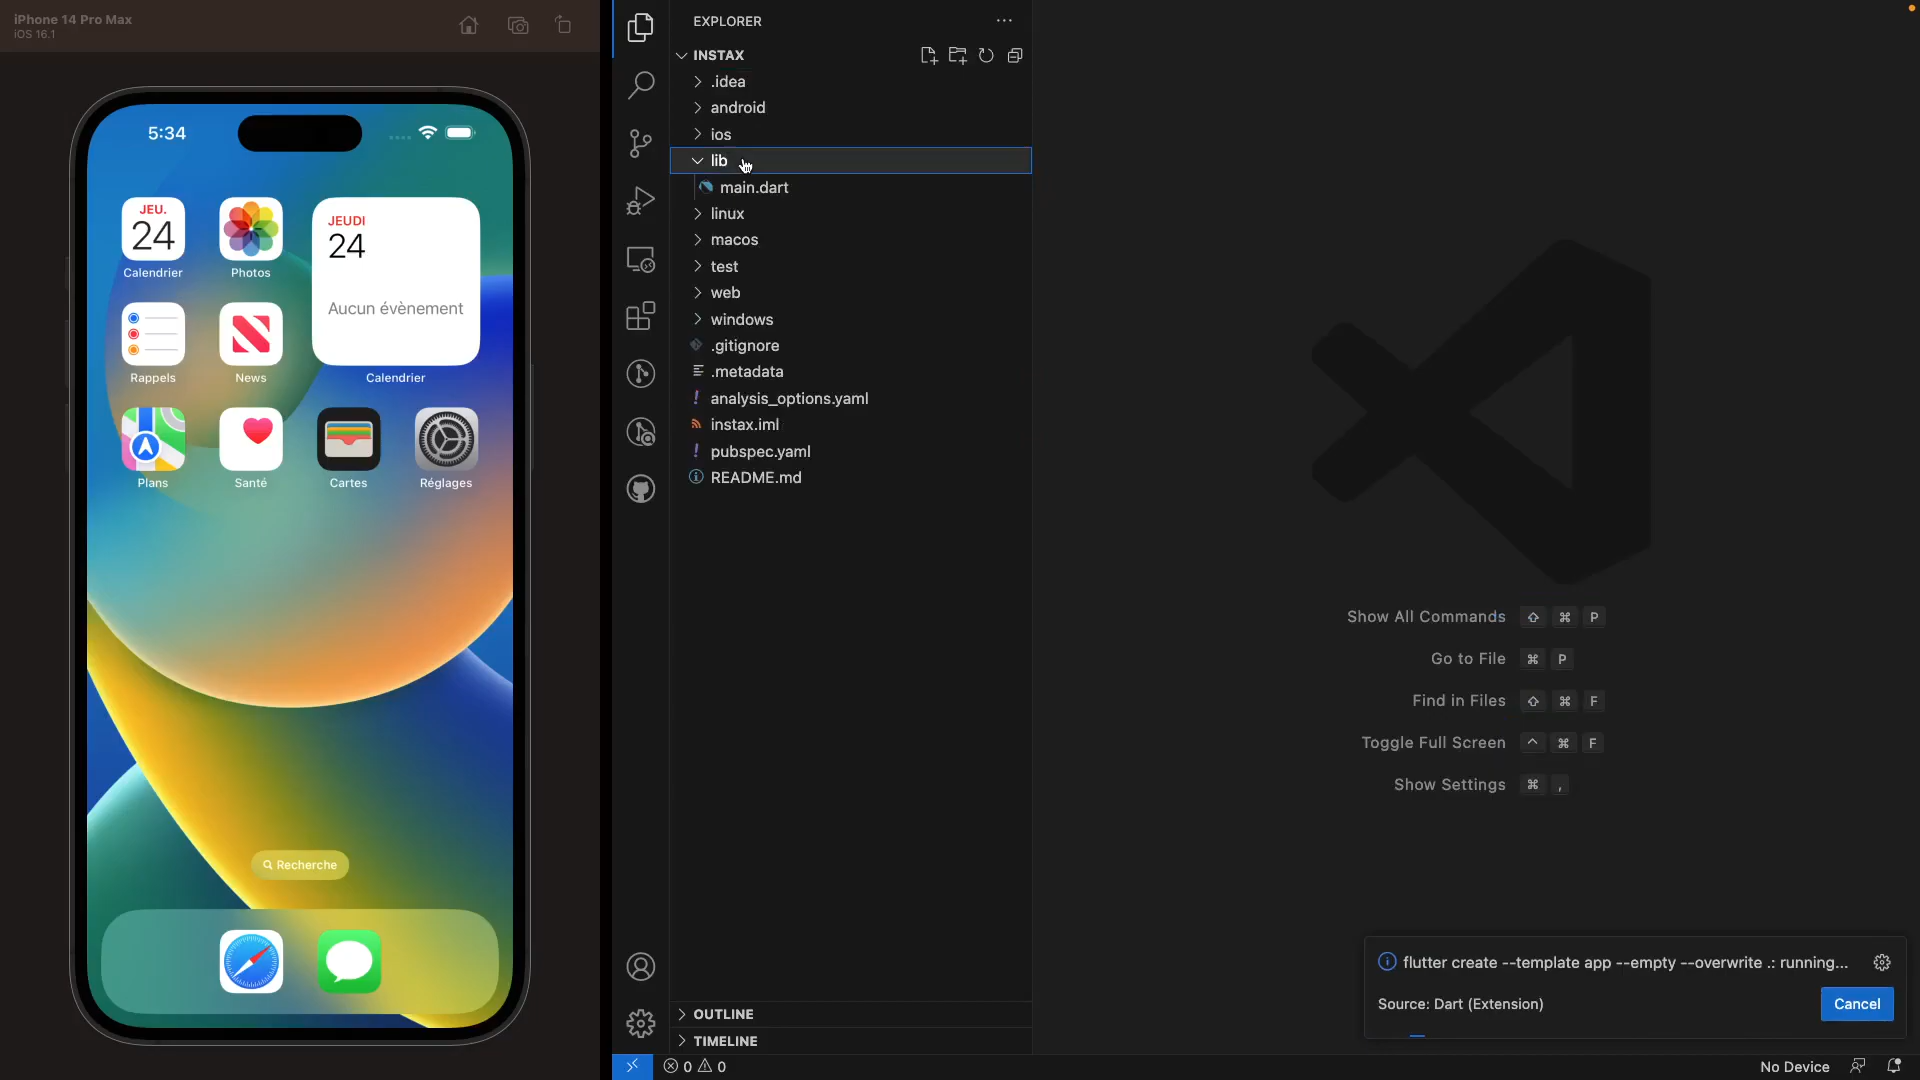 iPhone 14 Pro Max
iOS 16.1
5:34
JEU.
24
Calendrier
Photos
JEUDI
24
Aucun évènement
Calendrier
Rappels
News
Plans
Santé
Cartes
Réglages
Recherche
EXPLORER
INSTAX
.idea
android
ios
lib
main.dart
linux
macos
test
web
windows
.gitignore
.metadata
analysis_options.yaml
instax.iml
pubspec.yaml
README.md
OUTLINE
TIMELINE
0 0
Show All Commands ⇧ ⌘ P
Go to File ⌘ P
Find in Files ⇧ ⌘ F
Toggle Full Screen ^ ⌘ F
Show Settings ⌘ ,
flutter create --template app --empty --overwrite .: running...
Source: Dart (Extension)
Cancel
No Device